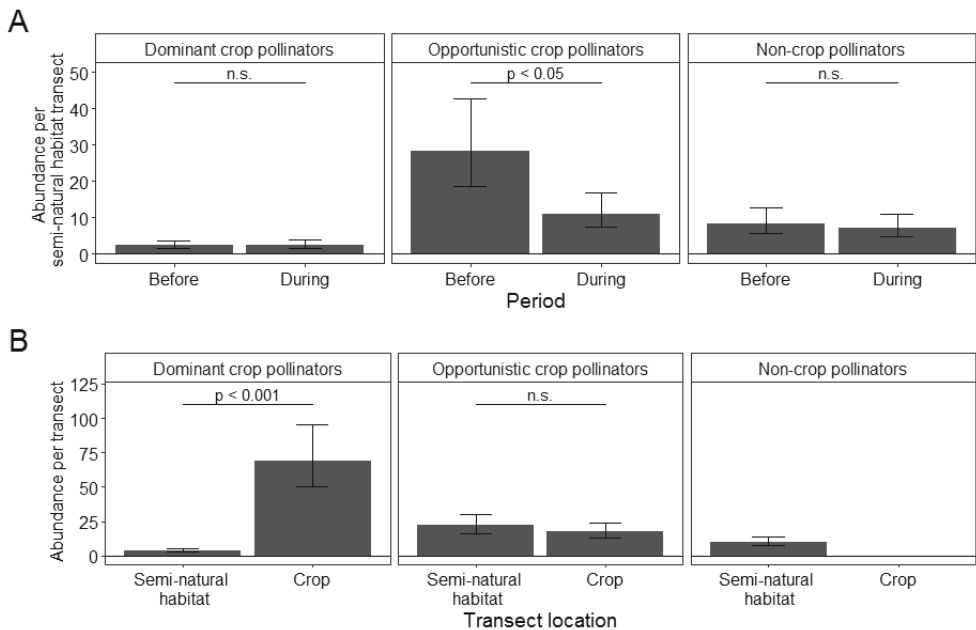 A
Dominant crop pollinators
Opportunistic crop pollinators
Non-crop pollinators
Abundance per
semi-natural habitat transect
50
40
30
20
10
0
n.s.
p < 0.05
n.s.
Before
During
Before
During
Before
During
Period
B
Dominant crop pollinators
Opportunistic crop pollinators
Non-crop pollinators
Abundance per transect
125
100
75
50
25
0
p < 0.001
n.s.
Semi-natural
habitat
Crop
Semi-natural
habitat
Crop
Semi-natural
habitat
Crop
Transect location